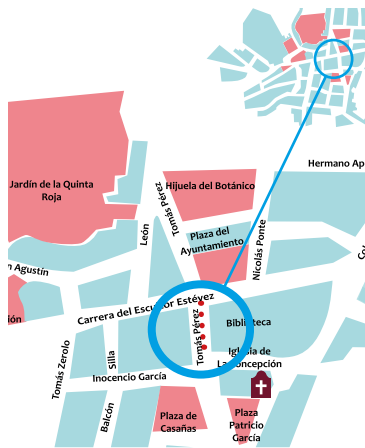 Hermano Ap
Jardín de la Quinta
Roja
Hijuela del Botánico
Tomás Pérez
León
Plaza del
Ayuntamiento
Nicolás Ponte
n Agustín
Carrera del Escultor Estévez
ión
Biblioteca
Tomás Pérez
Iglesia de
La Concepción
Tomás Zerolo
Silla
Inocencio García
Balcón
Plaza de
Casañas
Plaza
Patricio
García